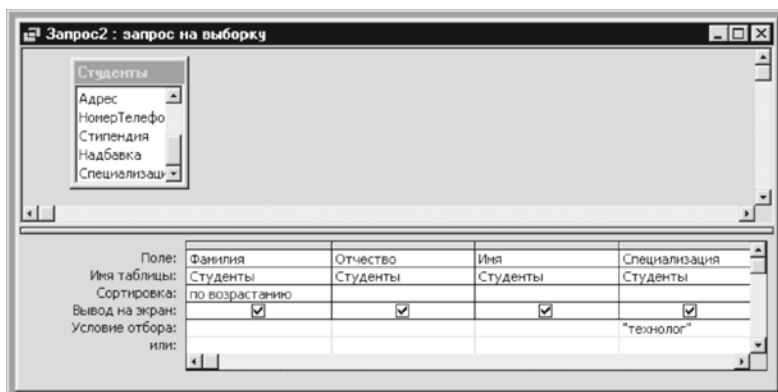 Запрос2 : запрос на выборку
Студенты
Адрес
НомерТелефо
Стипендия
Надбавка
Специализаци
Поле: Фамилия Отчество Имя Специализация
Имя таблицы: Студенты Студенты Студенты Студенты
Сортировка: по возрастанию
Вывод на экран:
Условие отбора: "технолог"
или: